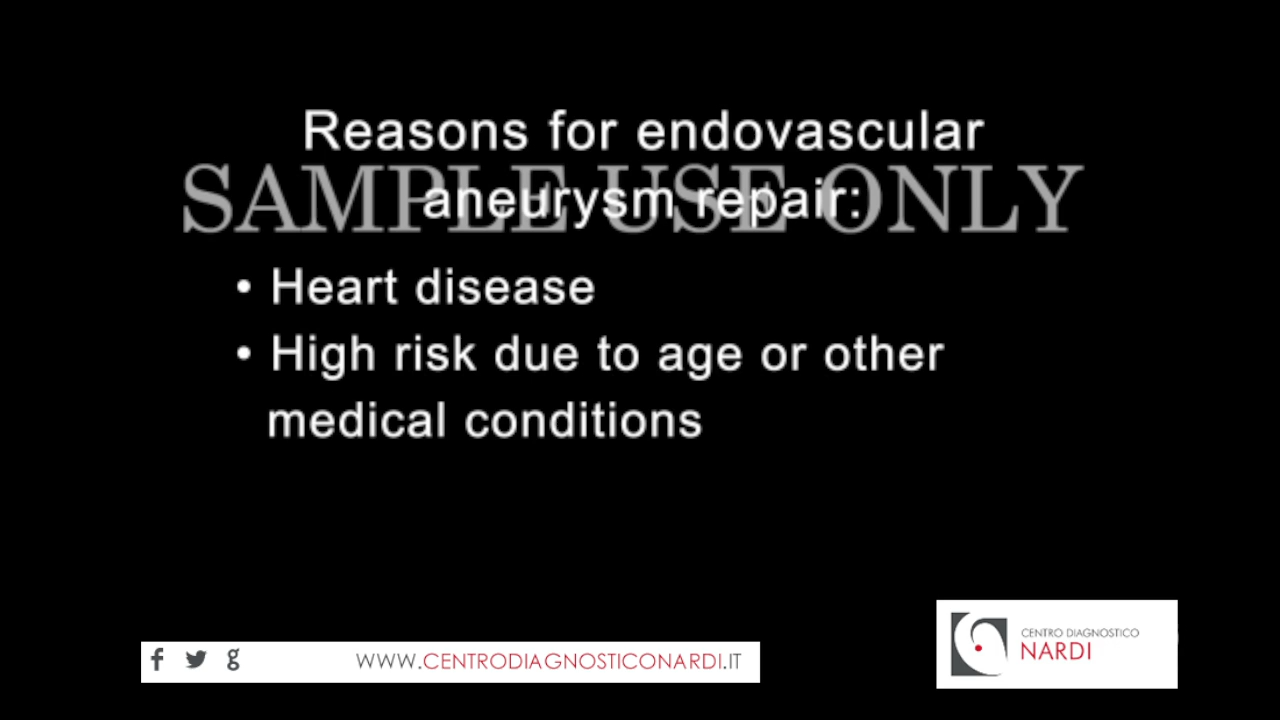 Reasons for endovascular
SAMPLE USE ONLY
aneurysm repair:
• Heart disease
• High risk due to age or other
medical conditions
WWW.CENTRODIAGNOSTICONARDI.IT
CENTRO DIAGNOSTICO
NARDI